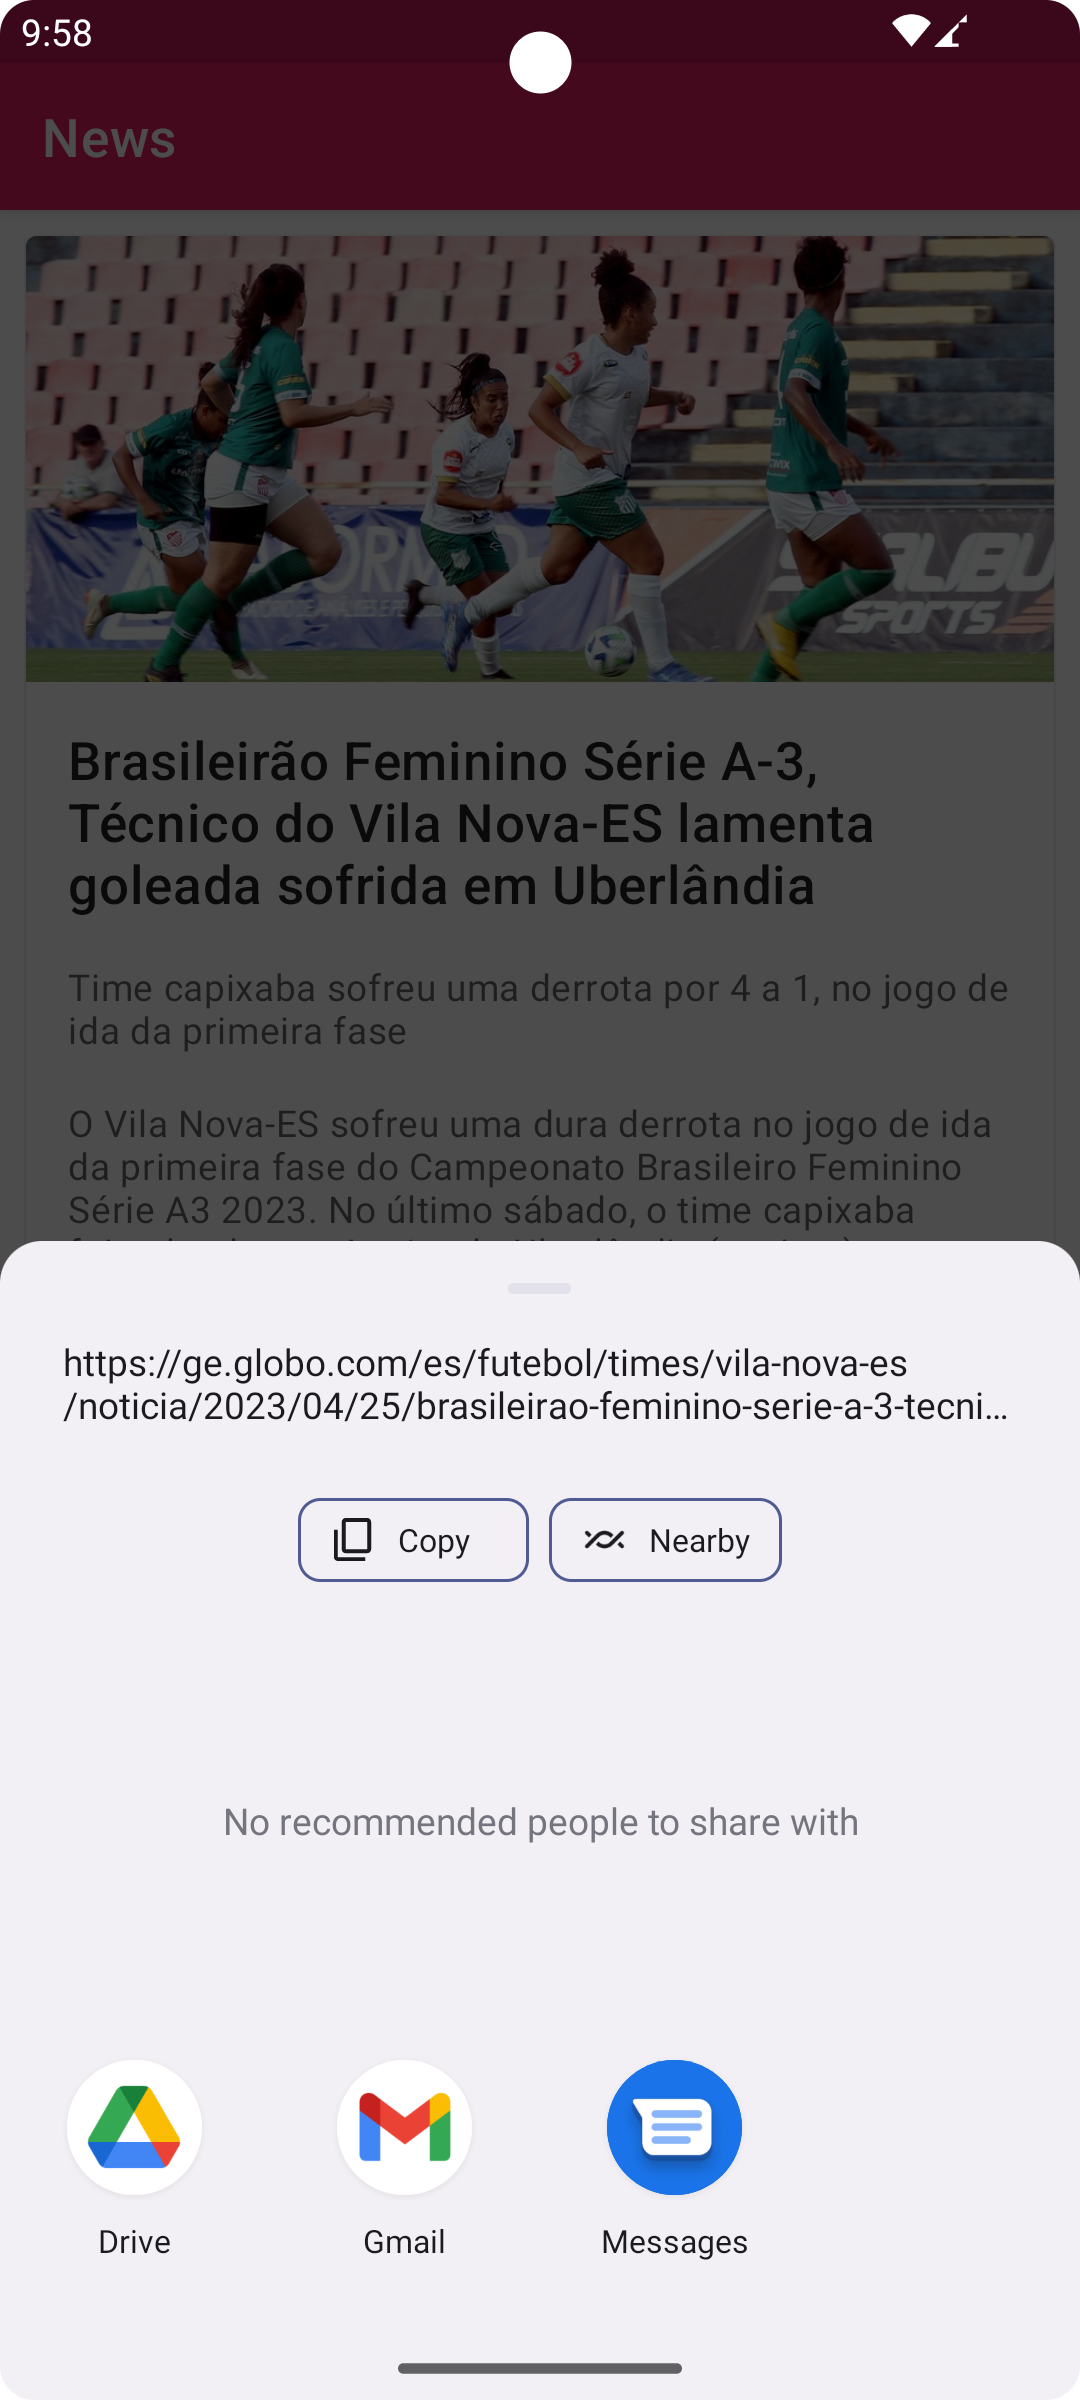 9:58
News
SALBU
SPORTS
Brasileirão Feminino Série A-3,
Técnico do Vila Nova-ES lamenta
goleada sofrida em Uberlândia
Time capixaba sofreu uma derrota por 4 a 1, no jogo de
ida da primeira fase
O Vila Nova-ES sofreu uma dura derrota no jogo de ida
da primeira fase do Campeonato Brasileiro Feminino
Série A3 2023. No último sábado, o time capixaba
https://ge.globo.com/es/futebol/times/vila-nova-es
/noticia/2023/04/25/brasileirao-feminino-serie-a-3-tecni…
Copy
Nearby
No recommended people to share with
Drive
Gmail
Messages